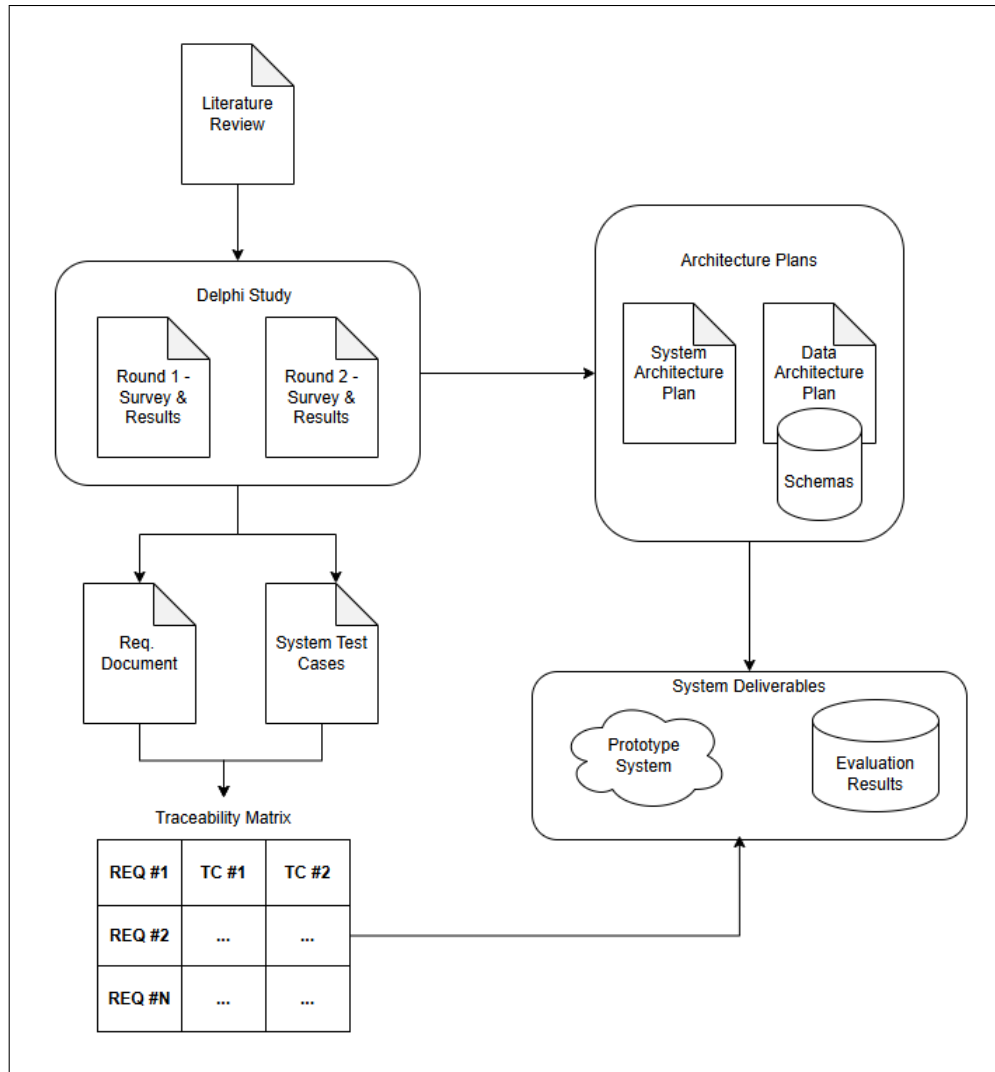 Literature
Review
Delphi Study
Round 1 -
Survey &
Results
Round 2 -
Survey &
Results
Architecture Plans
System
Architecture
Plan
Data
Architecture
Plan
Schemas
Req.
Document
System Test
Cases
System Deliverables
Prototype
System
Evaluation
Results
Traceability Matrix
REQ #1 TC #1 TC #2
REQ #2 ... ...
REQ #N ... ...